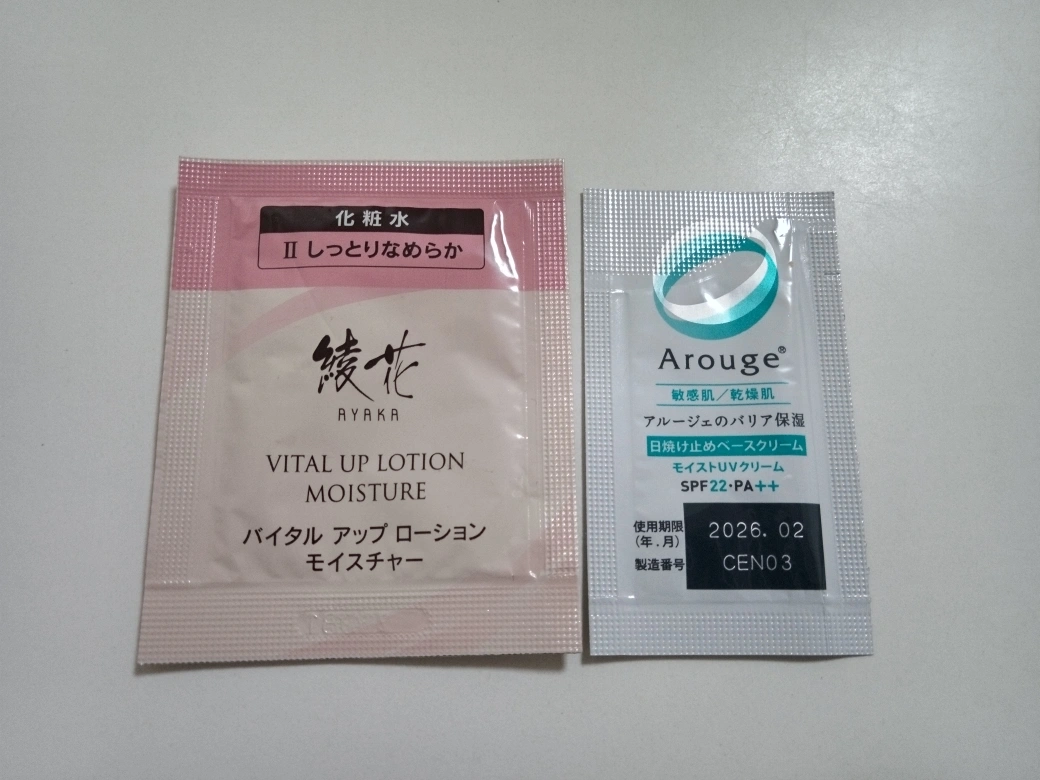 化粧水
Ⅱ しっとりなめらか
綾花
AYAKA
VITAL UP LOTION
MOISTURE
バイタル アップ ローション
モイスチャー
Arouge®
敏感肌/乾燥肌
アルージェのバリア保湿
日焼け止めベースクリーム
モイストUVクリーム
SPF22・PA++
使用期限
(年.月)
2026. 02
製造番号
CEN03